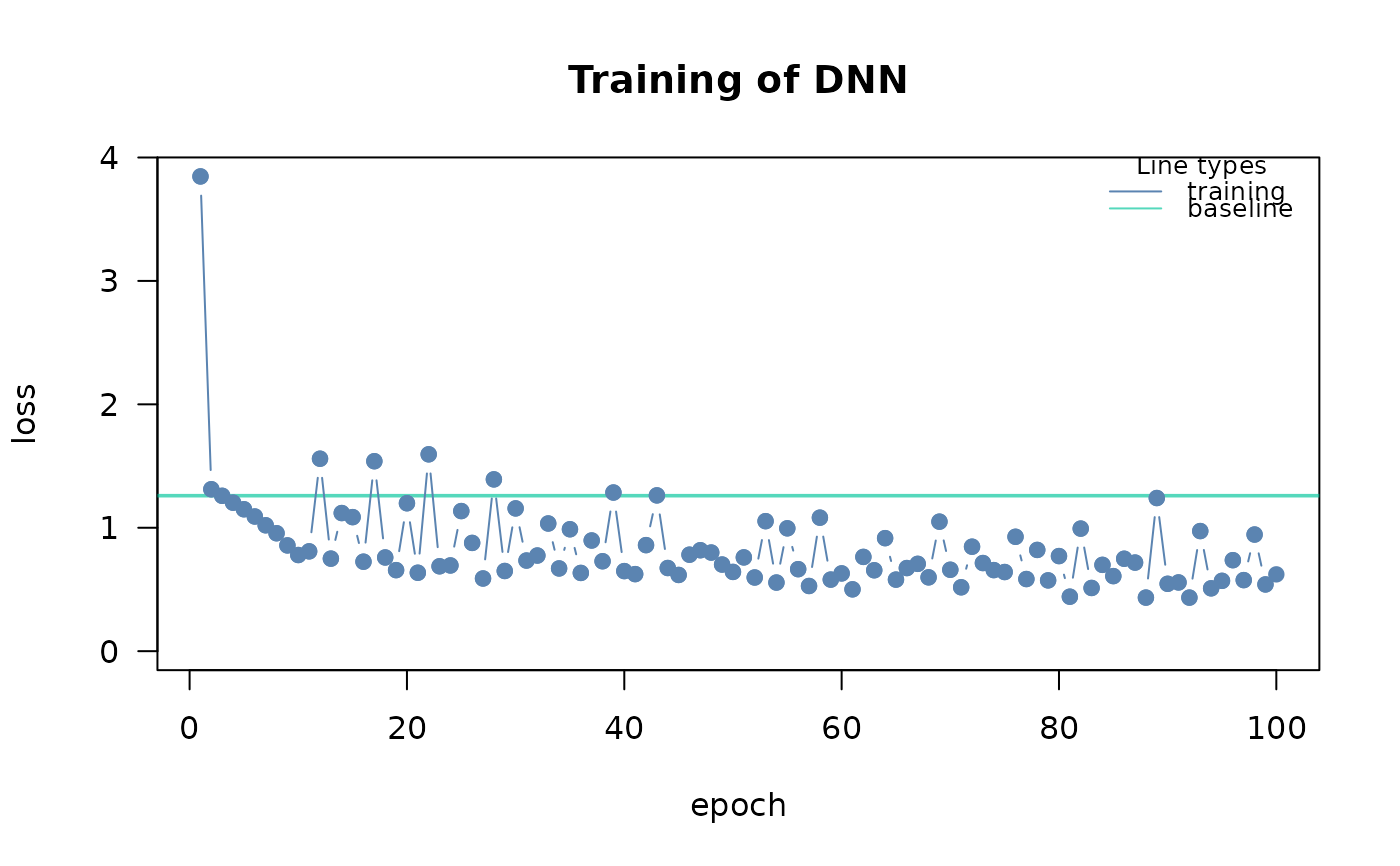 Training of DNN
Line types
training
baseline
loss
4
3
2
1
0
0 20 40 60 80 100
epoch